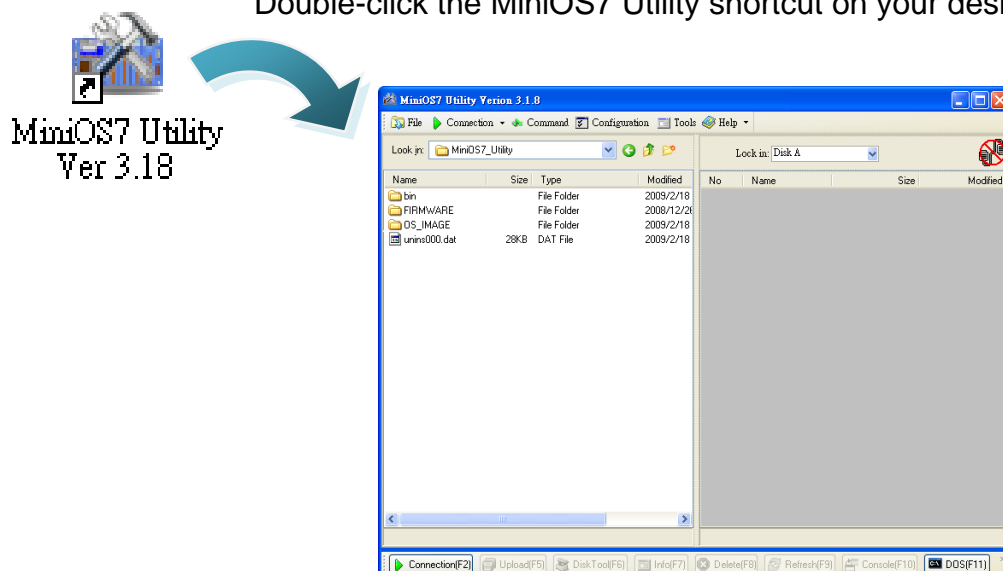 Double-click the MiniOS7 Utility shortcut on your
MiniOS7 Utility
Ver 3.18
MiniOS7 Utility Verion 3.1.8
File Connection Command Configuration Tools Help
Look in: MiniOS7_Utility
Lock in: Disk A
Name Size Type Modified
No Name Size Modified
bin File Folder 2009/2/18
FIRMWARE File Folder 2008/12/26
OS_IMAGE File Folder 2009/2/18
unins000.dat 28KB DAT File 2009/2/18
Connection(F2) Upload(F5) DiskTool(F6) Info(F7) Delete(F8) Refresh(F9) Console(F10) DOS(F11)